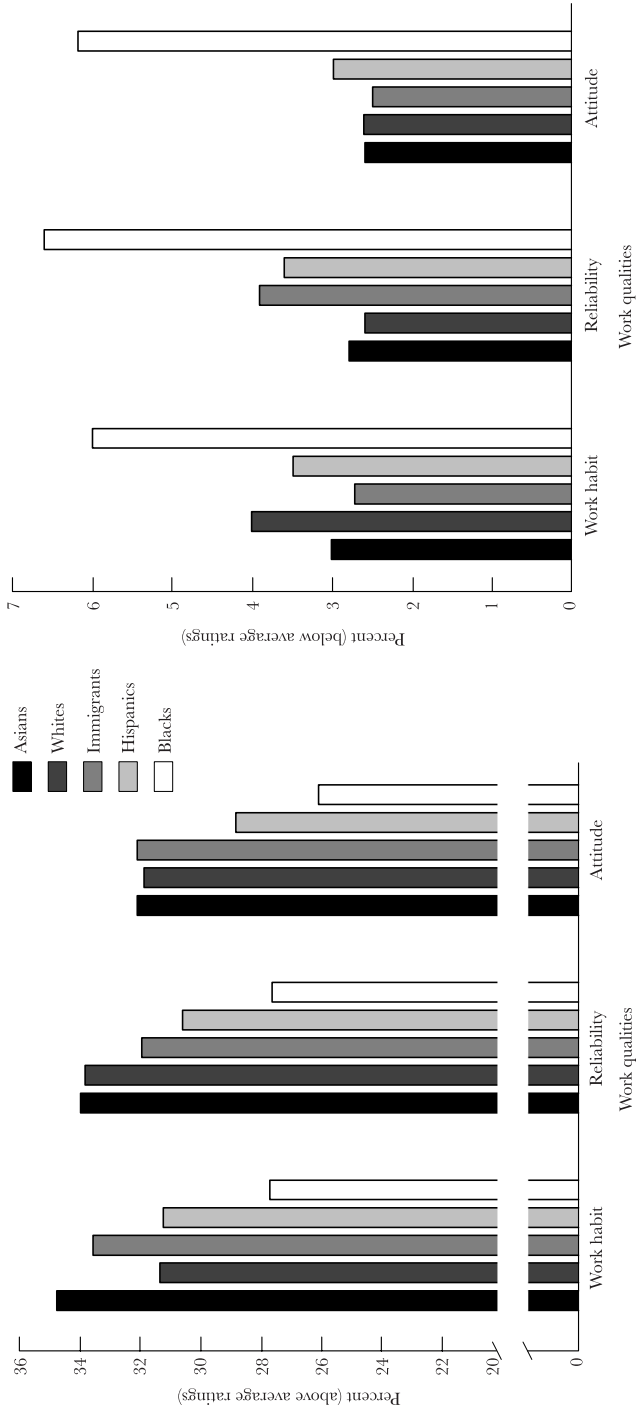 36
34
32
30
28
26
24
22
20
0
Percent (above average ratings)
Work habit
Reliability
Attitude
Work qualities
Asians
Whites
Immigrants
Hispanics
Blacks
7
6
5
4
3
2
1
0
Percent (below average ratings)
Work habit
Reliability
Attitude
Work qualities